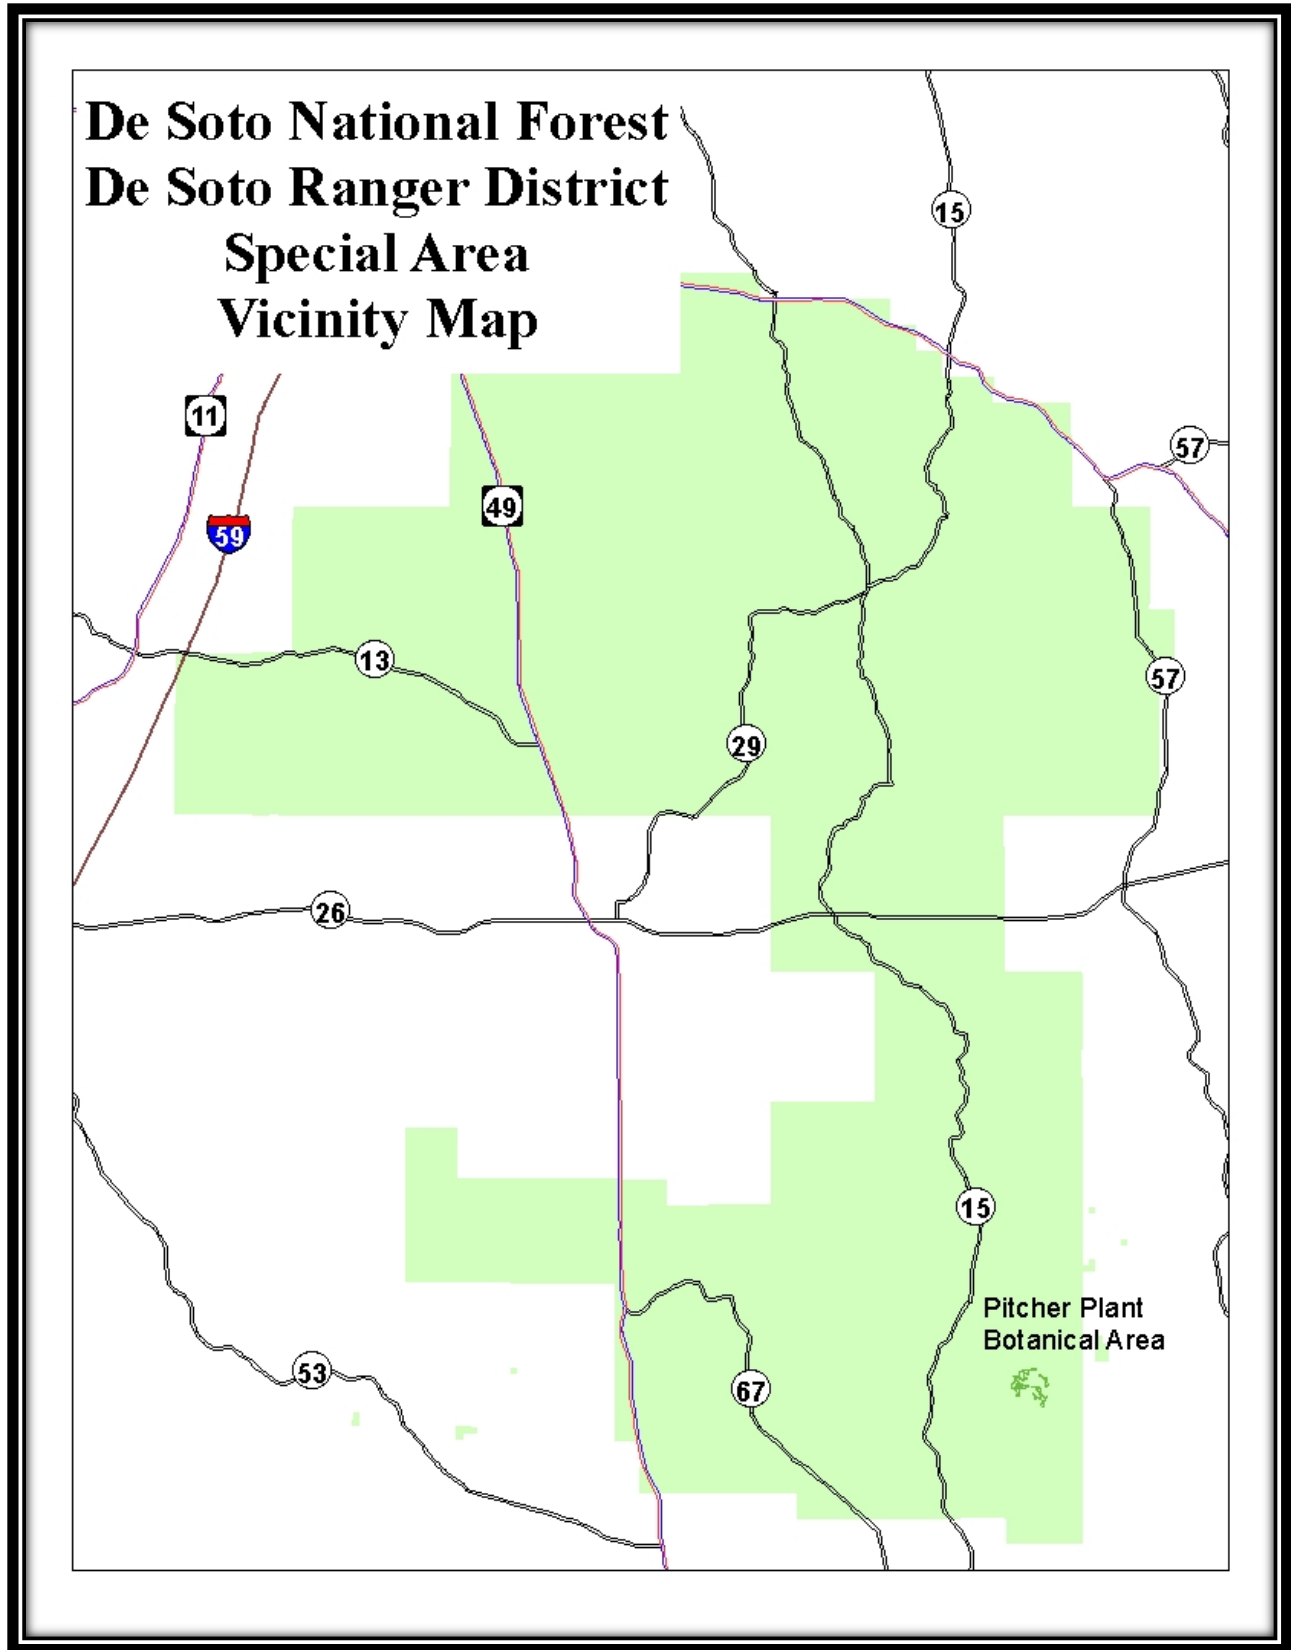 De Soto National Forest
De Soto Ranger District
Special Area
Vicinity Map
15
11
57
49
59
13
57
29
26
15
Pitcher Plant
Botanical Area
53
67